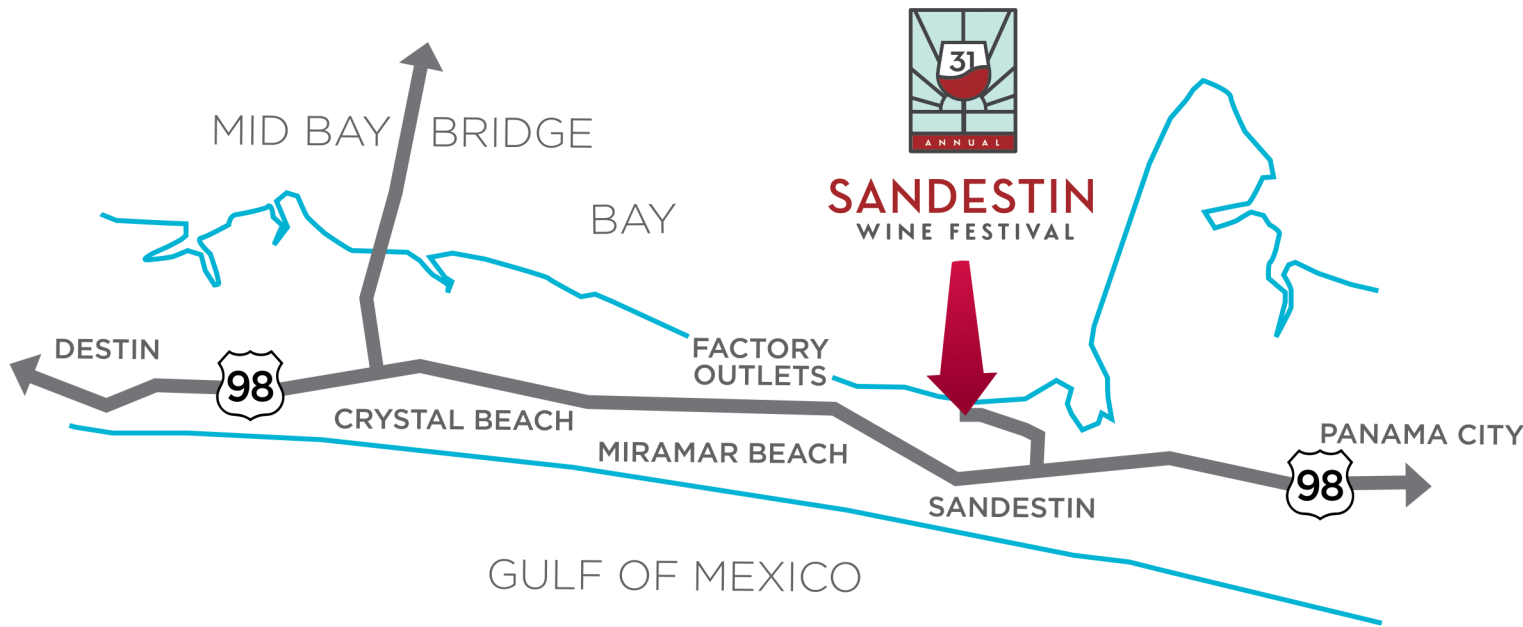 31
ANNUAL
SANDESTIN
WINE FESTIVAL
MID BAY BRIDGE
BAY
DESTIN
98
FACTORY
OUTLETS
CRYSTAL BEACH
MIRAMAR BEACH
SANDESTIN
PANAMA CITY
98
GULF OF MEXICO